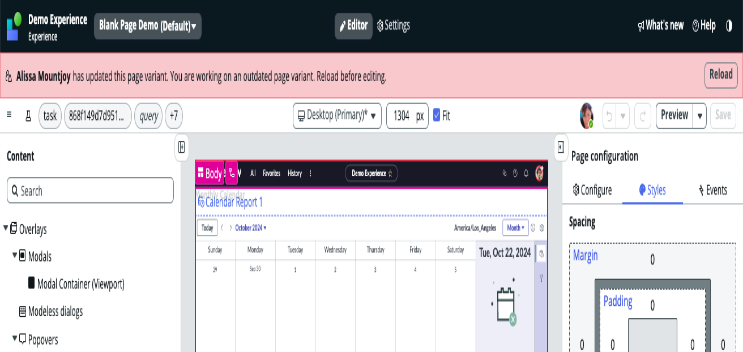 Demo Experience
Experience
Blank Page Demo (Default)
Editor
Settings
What's new
Help
Alissa Mountjoy has updated this page variant. You are working on an outdated page variant. Reload before editing.
Reload
task
868f149d7d951...
query
+7
Desktop (Primary)*
1304 px
Fit
Preview
Save
Content
Search
Overlays
Modals
Modal Container (Viewport)
Modeless dialogs
Popovers
Body
All
Favorites
History
Demo Experience
Monthly Calendar
Calendar Report 1
Today
October 2024
America/Los_Angeles
Month
Sunday
Monday
Tuesday
Wednesday
Thursday
Friday
Saturday
29
Sep 30
1
2
3
4
5
Tue, Oct 22, 2024
Page configuration
Configure
Styles
Events
Spacing
Margin
0
Padding
0
0
0
0
0